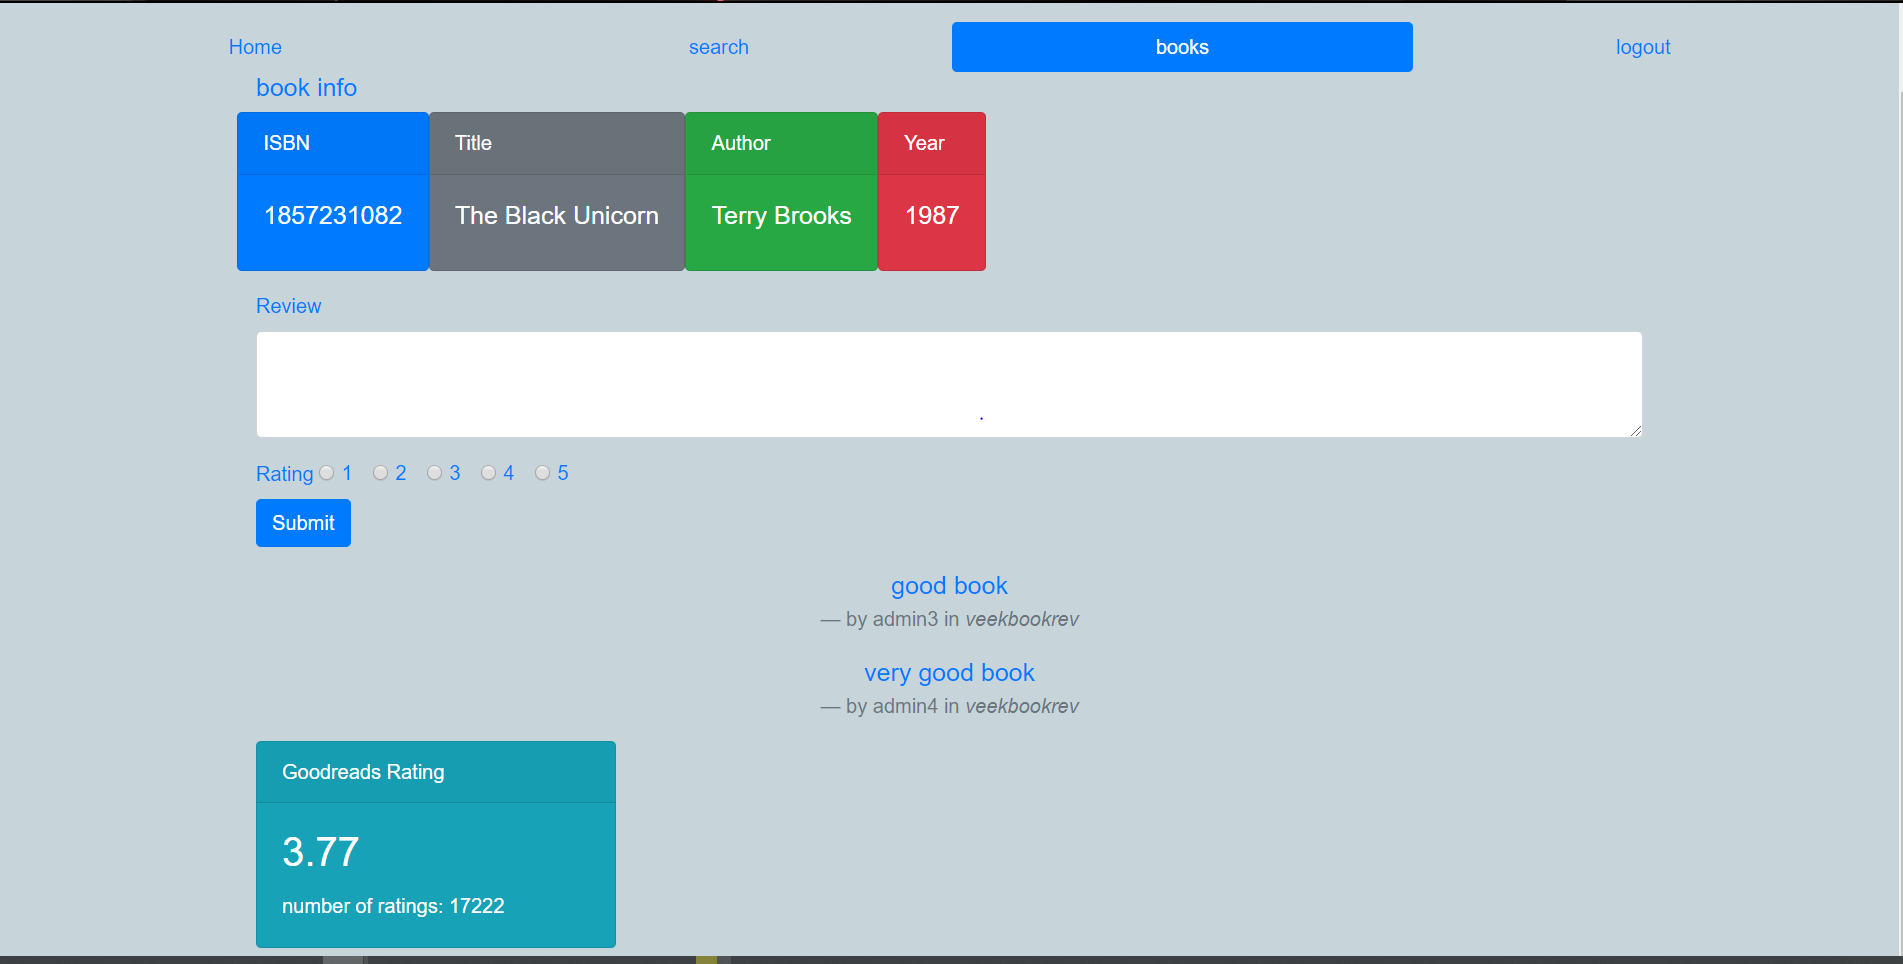 Home search books logout
book info
ISBN Title Author Year
1857231082 The Black Unicorn Terry Brooks 1987
Review
.
Rating 1 2 3 4 5
Submit
good book
— by admin3 in veekbookrev
very good book
— by admin4 in veekbookrev
Goodreads Rating
3.77
number of ratings: 17222